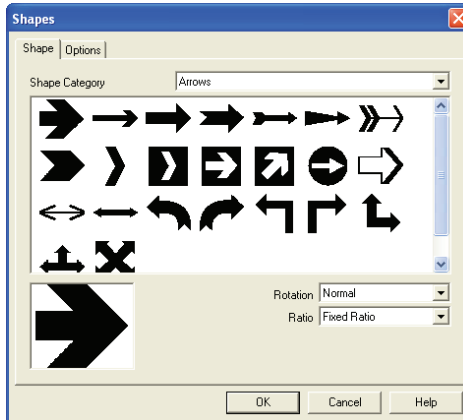 Shapes
Shape Options
Shape Category Arrows
Rotation Normal
Ratio Fixed Ratio
OK Cancel Help